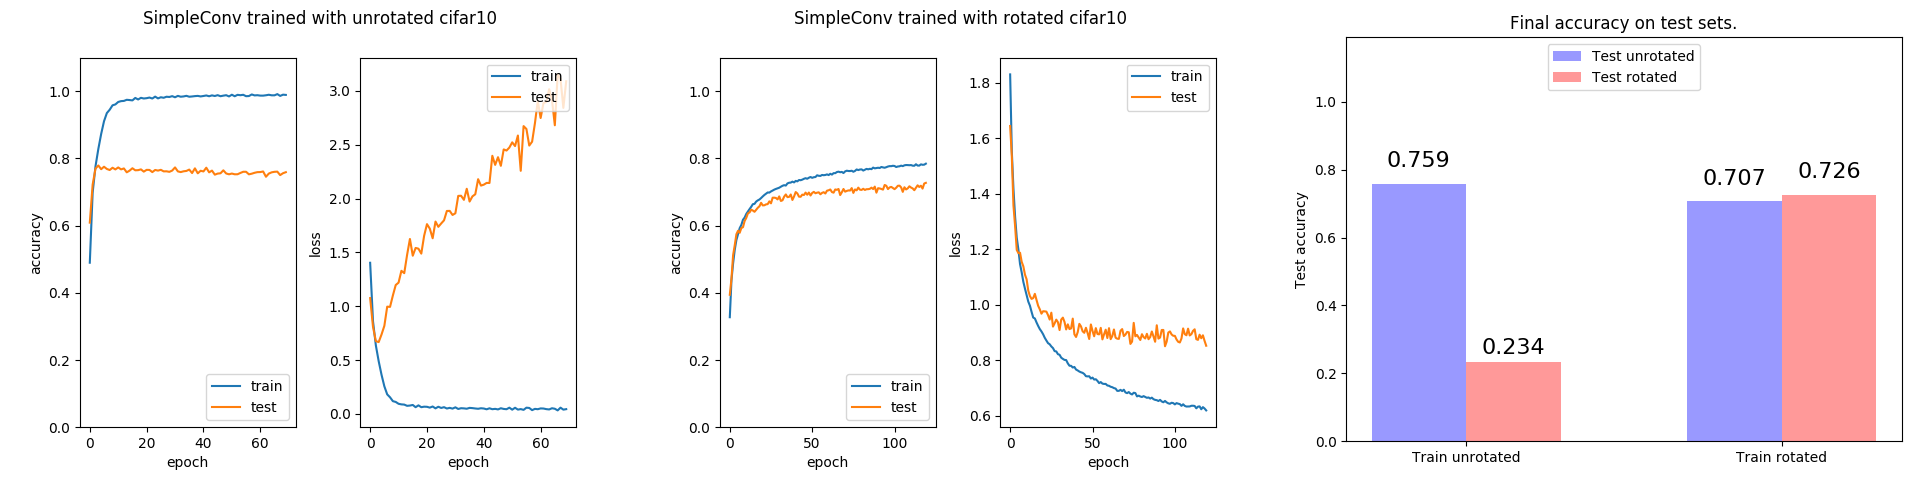 SimpleConv trained with unrotated cifar10
1.0
0.8
0.6
0.4
0.2
0.0
accuracy
train
test
0
20
40
60
epoch
3.0
2.5
2.0
1.5
1.0
0.5
0.0
loss
train
test
0
20
40
60
epoch
SimpleConv trained with rotated cifar10
1.0
0.8
0.6
0.4
0.2
0.0
accuracy
train
test
0
50
100
epoch
1.8
1.6
1.4
1.2
1.0
0.8
0.6
loss
train
test
0
50
100
epoch
Final accuracy on test sets.
Test unrotated
Test rotated
1.0
0.8
0.6
0.4
0.2
0.0
Test accuracy
0.759
0.234
0.707
0.726
Train unrotated
Train rotated